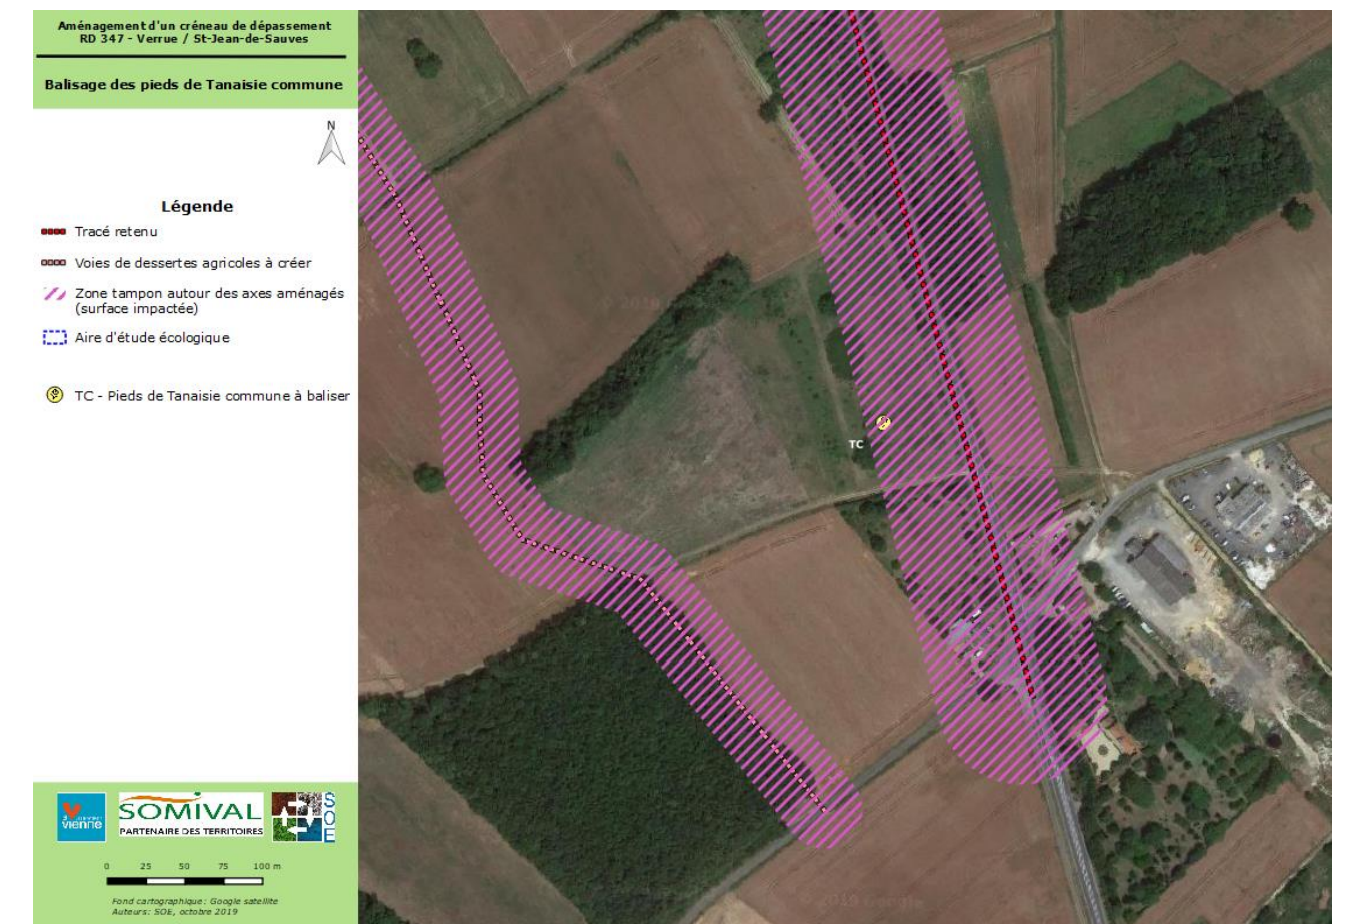 Aménagement d'un créneau de dépassement
RD 347 - Verrue / St-Jean-de-Sauves
Balisage des pieds de Tanaisie commune
N
Légende
Tracé retenu
Voies de dessertes agricoles à créer
Zone tampon autour des axes aménagés
(surface impactée)
Aire d'étude écologique
TC - Pieds de Tanaisie commune à baliser
TC
vienne
SOMIVAL
PARTENAIRE DES TERRITOIRES
SOE
0 25 50 75 100 m
Fond cartographique: Google satellite
Auteurs: SOE, octobre 2019
© 2019 Google